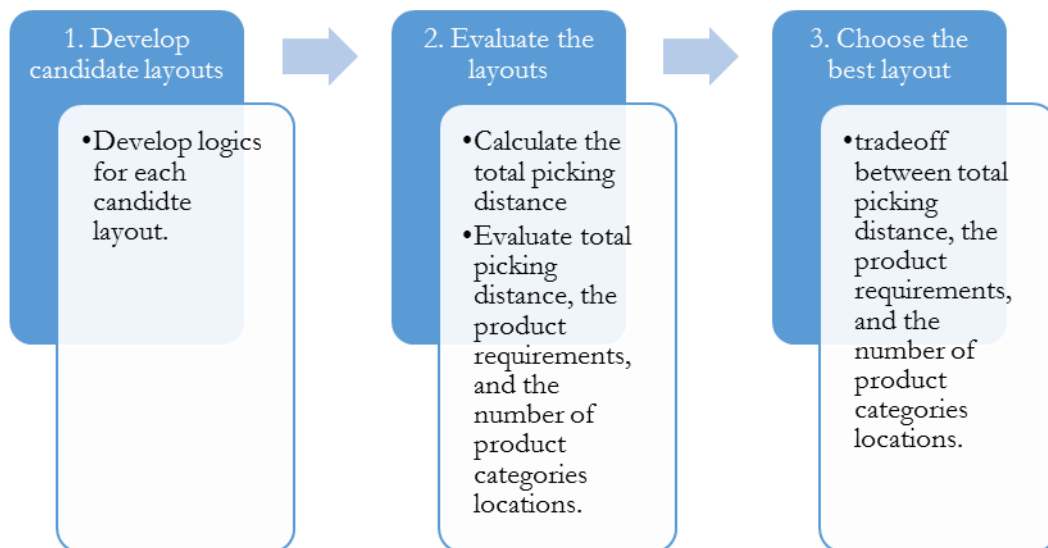 1. Develop
candidate layouts
•Develop logics
for each
candidte
layout.
2. Evaluate the
layouts
•Calculate the
total picking
distance
•Evaluate total
picking
distance, the
product
requirements,
and the
number of
product
categories
locations.
3. Choose the
best layout
•tradeoff
between total
picking
distance, the
product
requirements,
and the
number of
product
categories
locations.